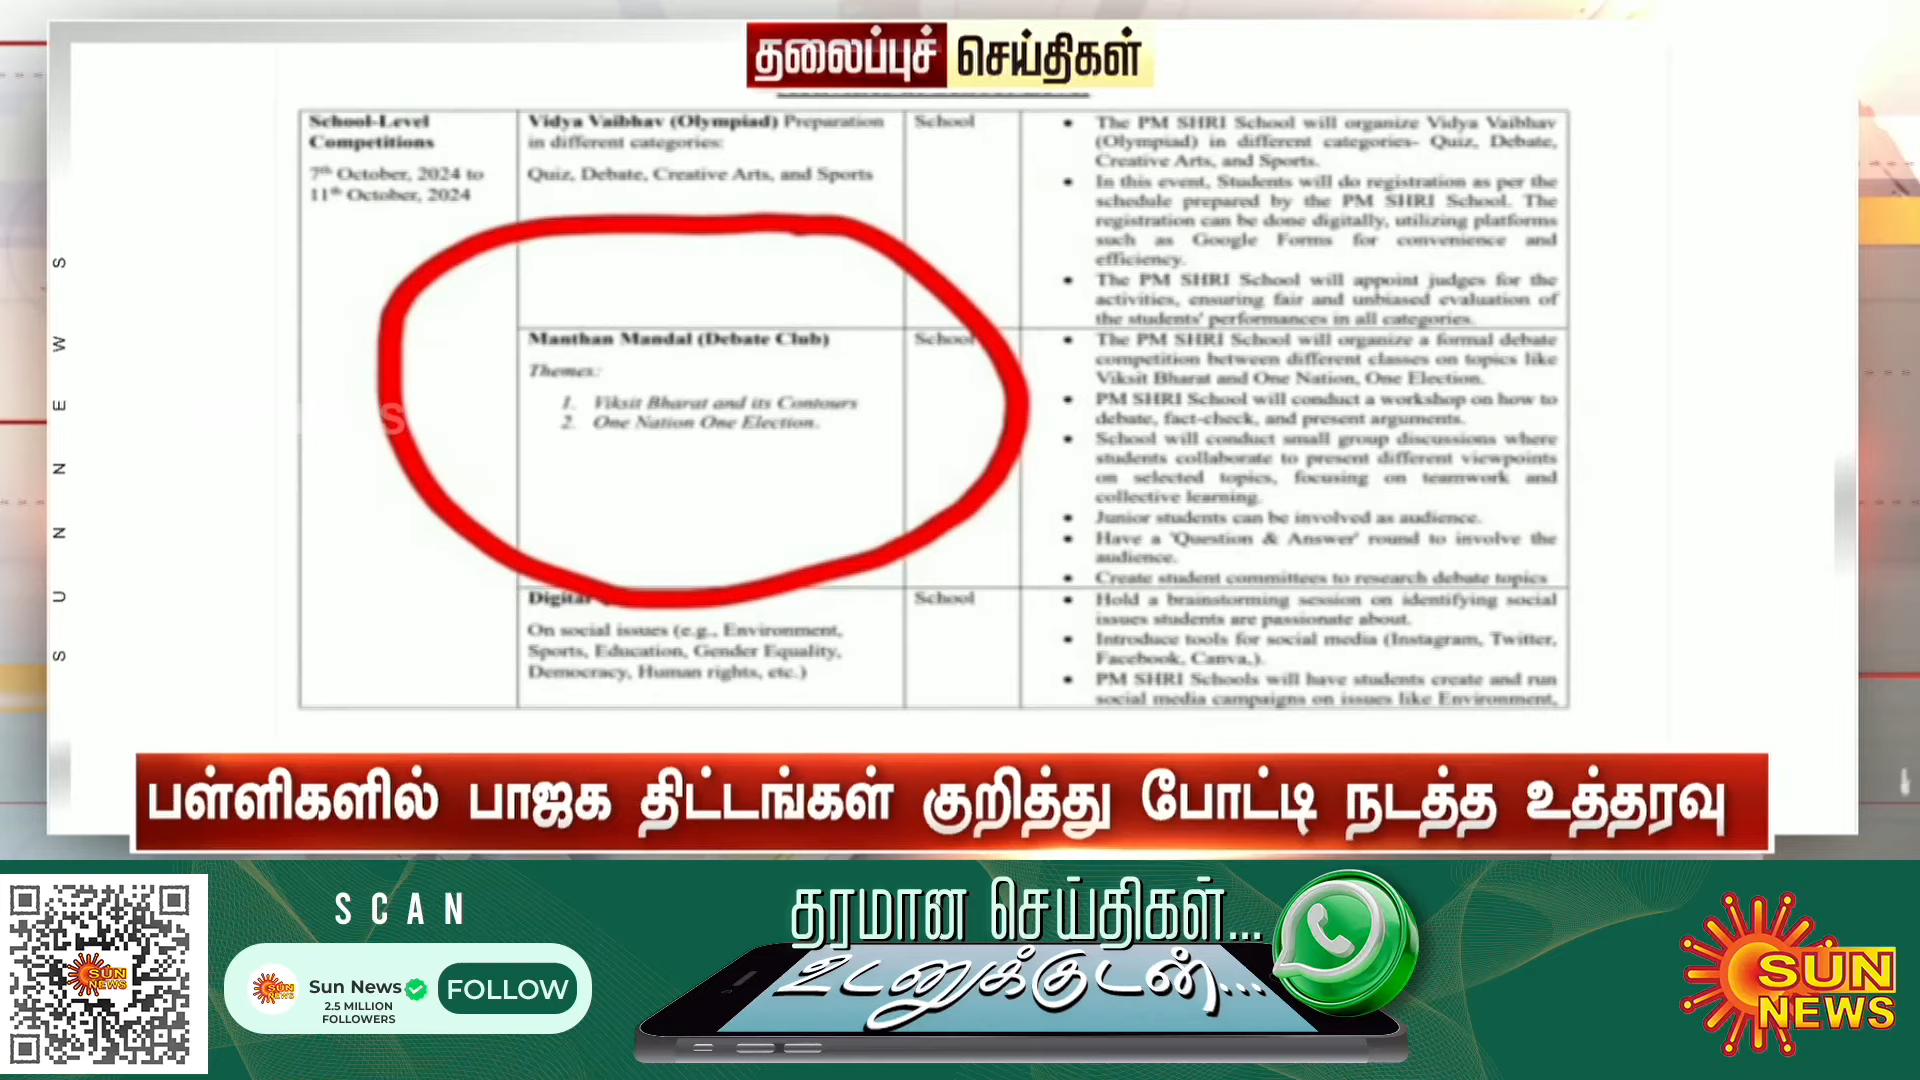 தலைப்புச் செய்திகள்
School-Level
Competitions
7th October, 2024 to
11th October, 2024
Vidya Vaibhav (Olympiad) Preparation
in different categories:
Quiz, Debate, Creative Arts, and Sports
School
• The PM SHRI School will organize Vidya Vaibhav
(Olympiad) in different categories- Quiz, Debate,
Creative Arts, and Sports.
• In this event, Students will do registration as per the
schedule prepared by the PM SHRI School. The
registration can be done digitally, utilizing platforms
such as Google Forms for convenience and
efficiency.
• The PM SHRI School will appoint judges for the
activities, ensuring fair and unbiased evaluation of
the students' performances in all categories.
Manthan Mandal (Debate Club)
Themes:
1. Viksit Bharat and its Contours
2. One Nation One Election.
School
• The PM SHRI School will organize a formal debate
competition between different classes on topics like
Viksit Bharat and One Nation, One Election.
• PM SHRI School will conduct a workshop on how to
debate, fact-check, and present arguments.
• School will conduct small group discussions where
students collaborate to present different viewpoints
on selected topics, focusing on teamwork and
collective learning.
• Junior students can be involved as audience.
• Have a 'Question & Answer' round to involve the
audience.
• Create student committees to research debate topics
Digital
On social issues (e.g., Environment,
Sports, Education, Gender Equality,
Democracy, Human rights, etc.)
School
• Hold a brainstorming session on identifying social
issues students are passionate about.
• Introduce tools for social media (Instagram, Twitter,
Facebook, Canva,).
• PM SHRI Schools will have students create and run
social media campaigns on issues like Environment,
SUN NEWS
பள்ளிகளில் பாஜக திட்டங்கள் குறித்து போட்டி நடத்த உத்தரவு
SUN
NEWS
SCAN
SUN
NEWS
Sun News
2.5 MILLION
FOLLOWERS
FOLLOW
தரமான செய்திகள்...
உடனுக்குடன்...
SUN
NEWS